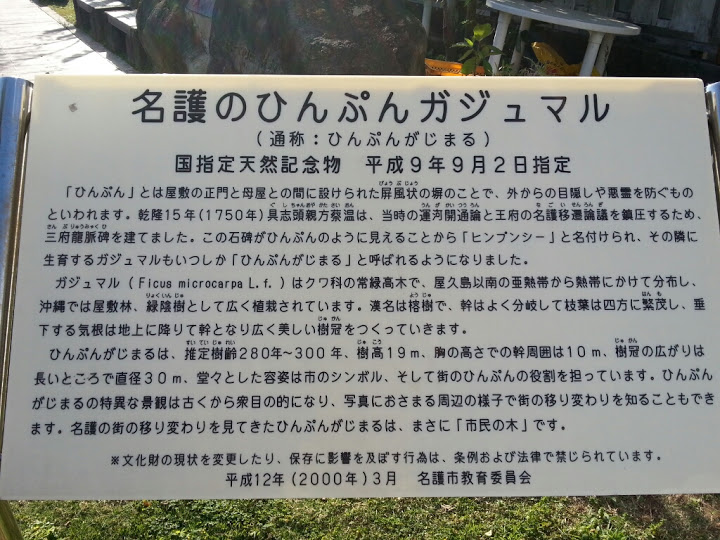 名護のひんぷんガジュマル
(通称:ひんぷんがじまる)
国指定天然記念物 平成9年9月2日指定
「ひんぷん」とは屋敷の正門と母屋との間に設けられた屏風状の塀のことで、外からの目隠しや悪霊を防ぐもの
といわれます。乾隆15年(1750年)具志頭親方蔡温は、当時の運河開通論と王府の名護移遷論議を鎮圧するため、
三府龍脈碑を建てました。この石碑がひんぷんのように見えることから「ヒンプンシー」と名付けられ、その隣に
生育するガジュマルもいつしか「ひんぷんがじまる」と呼ばれるようになりました。
ガジュマル(Ficus microcarpa L.f.)はクワ科の常緑高木で、屋久島以南の亜熱帯から熱帯にかけて分布し、
沖縄では屋敷林、緑陰樹として広く植栽されています。漢名は榕樹で、幹はよく分岐して枝葉は四方に繁茂し、垂
下する気根は地上に降りて幹となり広く美しい樹冠をつくっていきます。
ひんぷんがじまるは、推定樹齢280年~300年、樹高19m、胸の高さでの幹周囲は10m、樹冠の広がりは
長いところで直径30m、堂々とした容姿は市のシンボル、そして街のひんぷんの役割を担っています。ひんぷん
がじまるの特異な景観は古くから衆目の的になり、写真におさまる周辺の様子で街の移り変わりを知ることもでき
ます。名護の街の移り変わりを見てきたひんぷんがじまるは、まさに「市民の木」です。
※文化財の現状を変更したり、保存に影響を及ぼす行為は、条例および法律で禁じられています。
平成12年(2000年)3月 名護市教育委員会